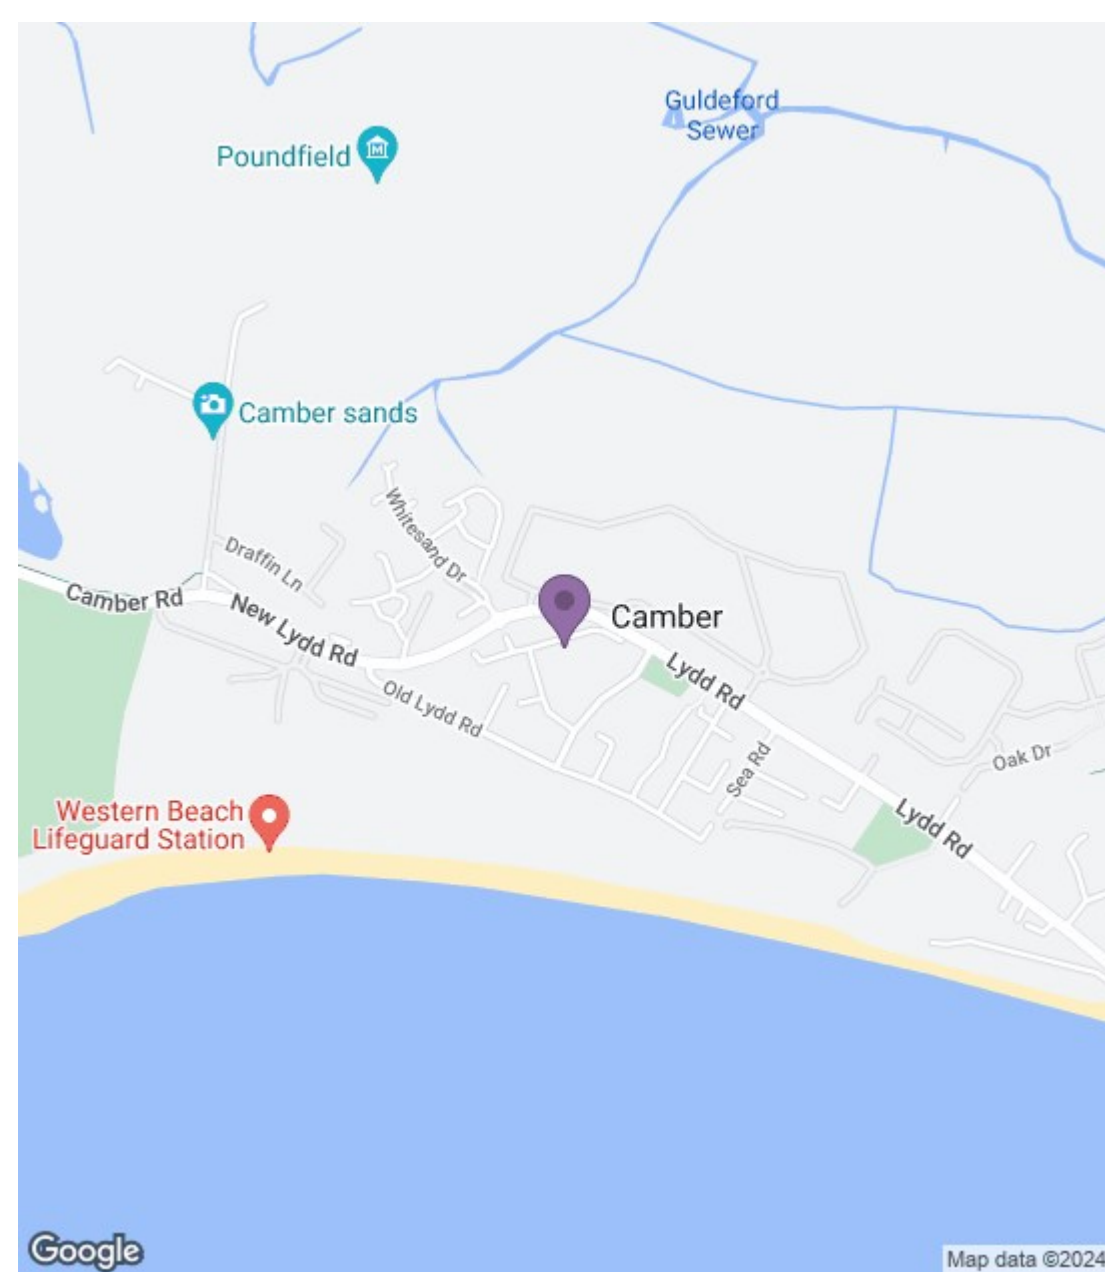 Guldeford
Sewer
Poundfield
Camber sands
Whitesand Dr
Draffin Ln
Camber Rd
New Lydd Rd
Camber
Lydd Rd
Old Lydd Rd
Sea Rd
Oak Dr
Western Beach
Lifeguard Station
Lydd Rd
Google
Map data ©2024